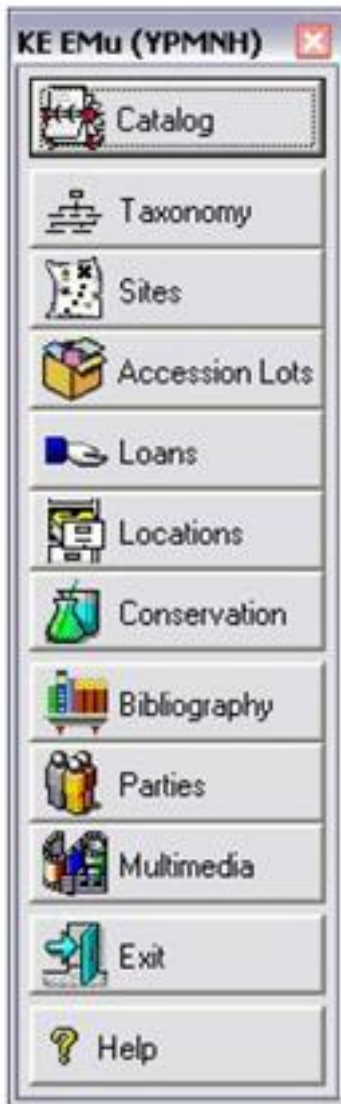 KE EMu (YPMNH)
Catalog
Taxonomy
Sites
Accession Lots
Loans
Locations
Conservation
Bibliography
Parties
Multimedia
Exit
Help